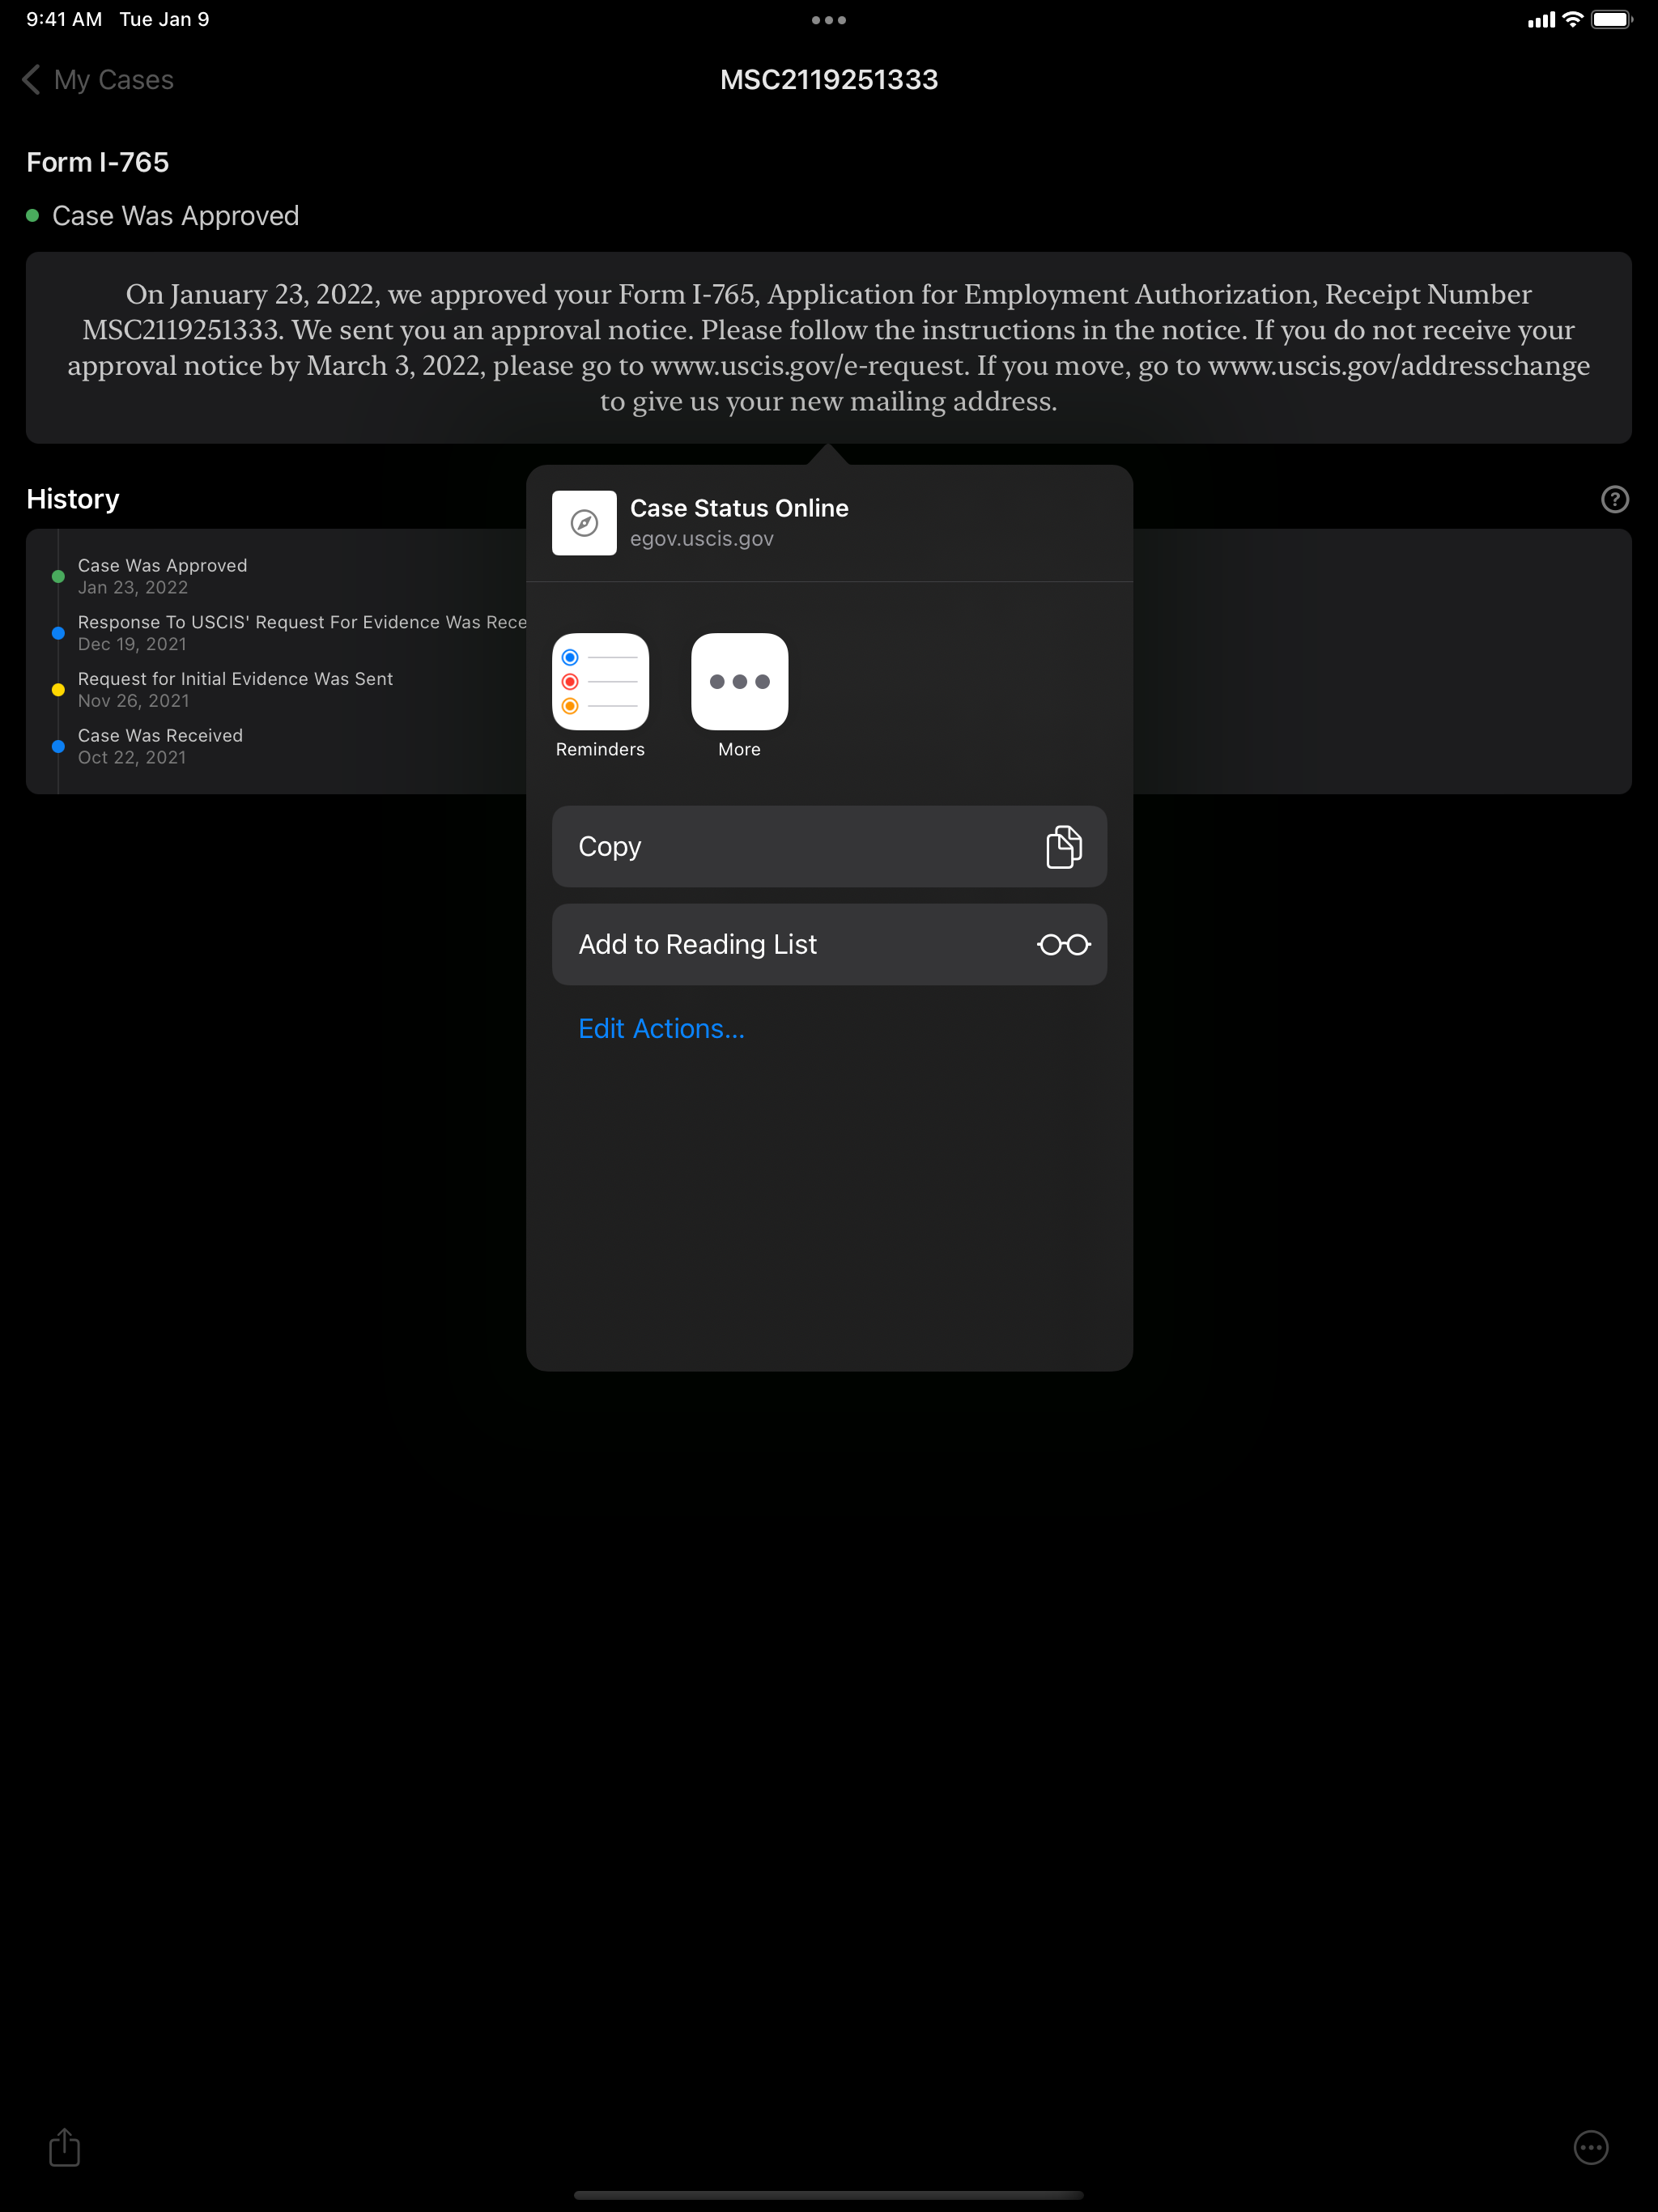 9:41 AM Tue Jan 9
My Cases
MSC2119251333
Form I-765
Case Was Approved
On January 23, 2022, we approved your Form I-765, Application for Employment Authorization, Receipt Number
MSC2119251333. We sent you an approval notice. Please follow the instructions in the notice. If you do not receive your
approval notice by March 3, 2022, please go to www.uscis.gov/e-request. If you move, go to www.uscis.gov/addresschange
to give us your new mailing address.
History
Case Was Approved
Jan 23, 2022
Response To USCIS' Request For Evidence Was Rece
Dec 19, 2021
Request for Initial Evidence Was Sent
Nov 26, 2021
Case Was Received
Oct 22, 2021
Case Status Online
egov.uscis.gov
Reminders
More
Copy
Add to Reading List
Edit Actions...